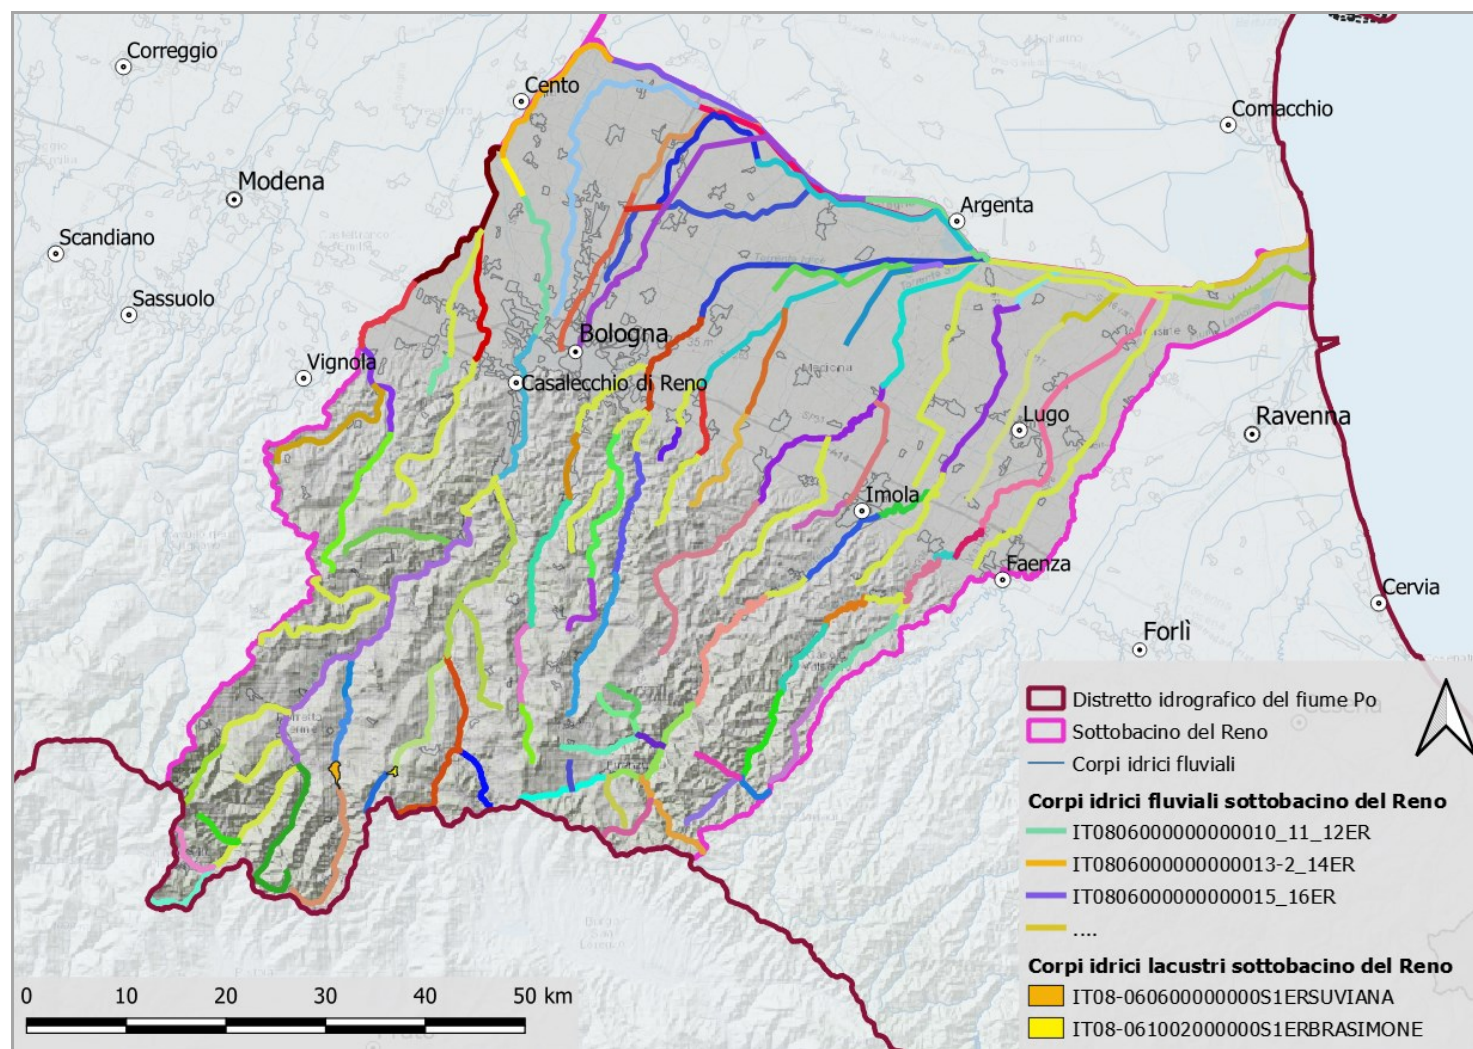 Correggio
Cento
Comacchio
Modena
Argenta
Scandiano
Sassuolo
Bologna
Vignola
Casalecchio di Reno
Lugo
Ravenna
Imola
Faenza
Cervia
Forlì
Distretto idrografico del fiume Po
Sottobacino del Reno
Corpi idrici fluviali
Corpi idrici fluviali sottobacino del Reno
IT0806000000000010_11_12ER
IT0806000000000013-2_14ER
IT0806000000000015_16ER
....
Corpi idrici lacustri sottobacino del Reno
IT08-060600000000S1ERSUVIANA
IT08-061002000000S1ERBRASIMONE
0 10 20 30 40 50 km